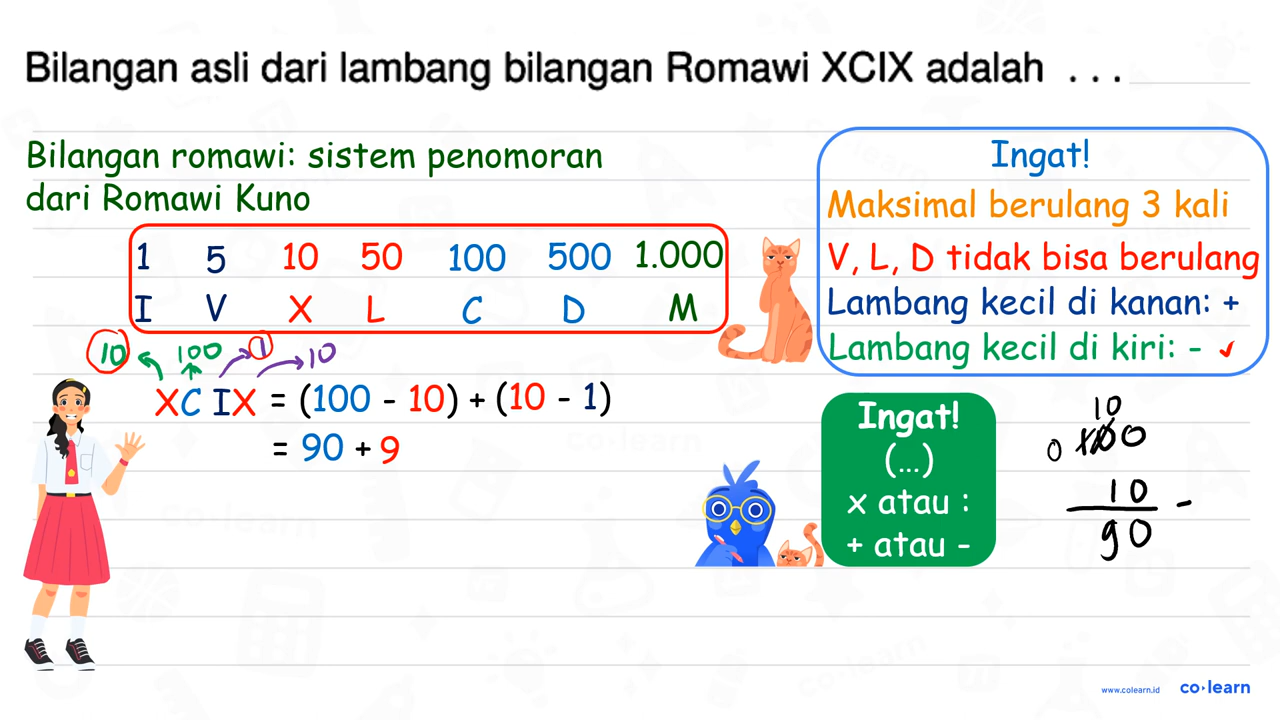 Bilangan asli dari lambang bilangan Romawi XCIX adalah . . .
Bilangan romawi: sistem penomoran
dari Romawi Kuno
1 5 10 50 100 500 1.000
I V X L C D M
Ingat!
Maksimal berulang 3 kali
V, L, D tidak bisa berulang
Lambang kecil di kanan: +
Lambang kecil di kiri: - ✓
10 100 1 10
XCIX = (100 - 10) + (10 - 1)
= 90 + 9
Ingat!
(...)
x atau :
+ atau -
10
0 100
10 -
90
co·learn
www.colearn.id co·learn